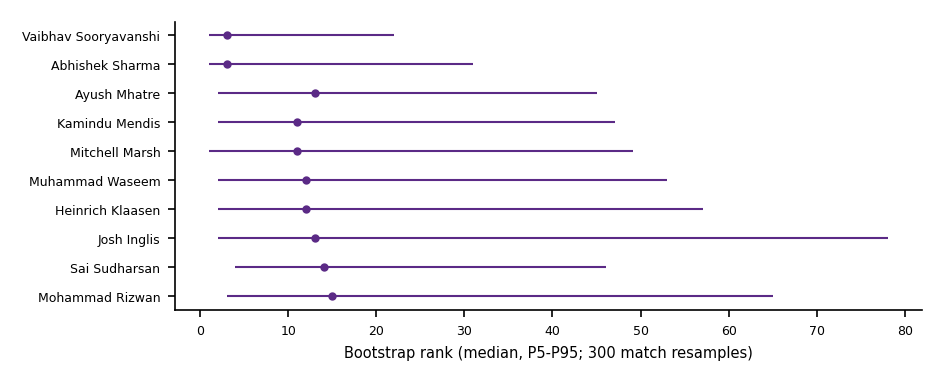 Vaibhav Sooryavanshi
Abhishek Sharma
Ayush Mhatre
Kamindu Mendis
Mitchell Marsh
Muhammad Waseem
Heinrich Klaasen
Josh Inglis
Sai Sudharsan
Mohammad Rizwan
0 10 20 30 40 50 60 70 80
Bootstrap rank (median, P5-P95; 300 match resamples)